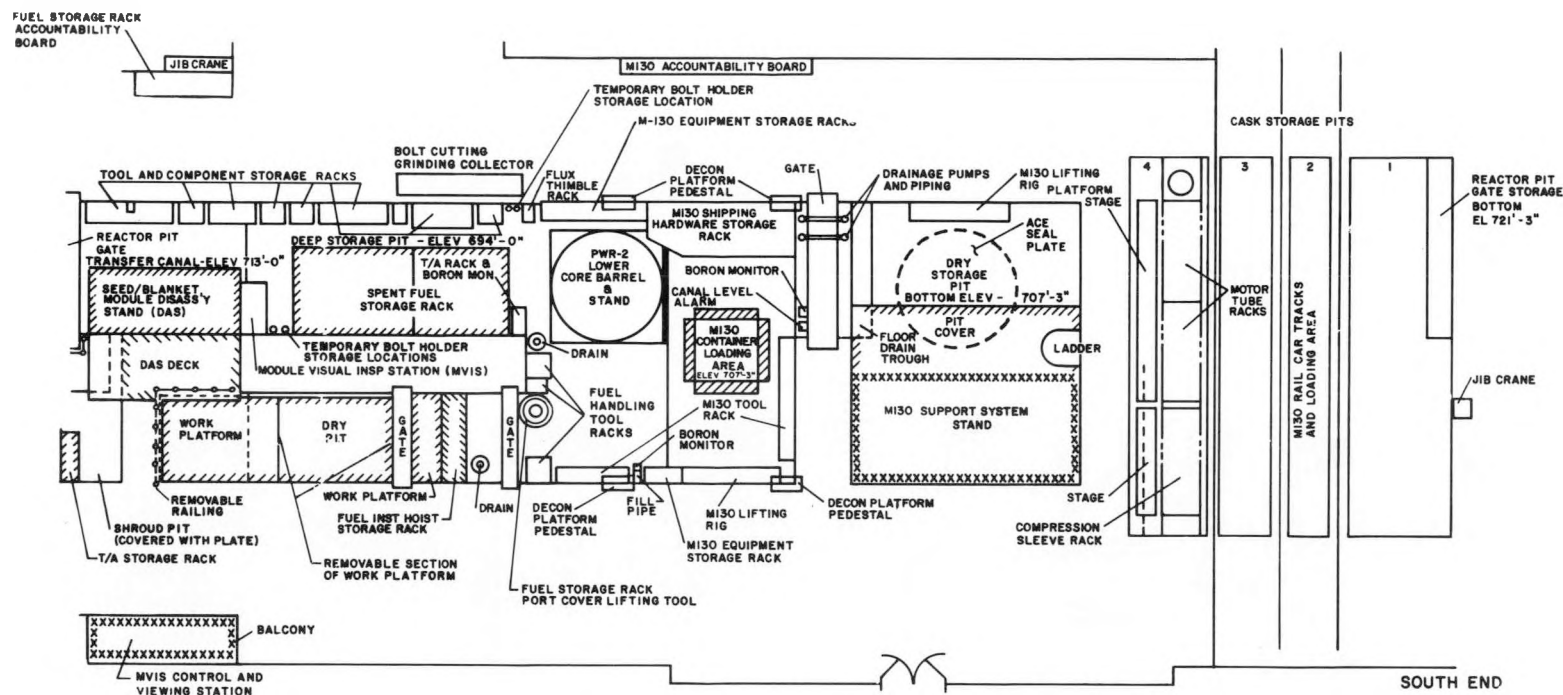 FUEL STORAGE RACK
ACCOUNTABILITY
BOARD
JIB CRANE
M130 ACCOUNTABILITY BOARD
TEMPORARY BOLT HOLDER
STORAGE LOCATION
M-130 EQUIPMENT STORAGE RACKS
CASK STORAGE PITS
BOLT CUTTING
GRINDING COLLECTOR
TOOL AND COMPONENT STORAGE RACKS
FLUX
THIMBLE
RACK
DECON
PLATFORM
PEDESTAL
GATE
DRAINAGE PUMPS
AND PIPING
M130 LIFTING
RIG
PLATFORM
STAGE
4
3
2
1
REACTOR PIT
GATE STORAGE
BOTTOM
EL 721'-3"
REACTOR PIT
GATE
TRANSFER CANAL-ELEV 713'-0"
DEEP STORAGE PIT - ELEV 694'-0"
T/A RACK &
BORON MON.
M130 SHIPPING
HARDWARE STORAGE
RACK
ACE
SEAL
PLATE
SEED/BLANKET
MODULE DISASS'Y
STAND (DAS)
SPENT FUEL
STORAGE RACK
PWR-2
LOWER
CORE BARREL
&
STAND
BORON MONITOR
CANAL LEVEL
ALARM
DRY
STORAGE
PIT
BOTTOM ELEV - 707'-3"
PIT
COVER
MOTOR
TUBE
RACKS
M130
CONTAINER
LOADING
AREA
ELEV 707'-3"
FLOOR
DRAIN
TROUGH
LADDER
M130 RAIL CAR TRACKS
AND LOADING AREA
DAS DECK
TEMPORARY BOLT HOLDER
STORAGE LOCATIONS
MODULE VISUAL INSP STATION (MVIS)
DRAIN
FUEL
HANDLING
TOOL
RACKS
M130 TOOL
RACK
BORON
MONITOR
M130 SUPPORT SYSTEM
STAND
JIB CRANE
WORK
PLATFORM
DRY
PIT
GATE
GATE
REMOVABLE
RAILING
WORK PLATFORM
FUEL INST HOIST
STORAGE RACK
DRAIN
DECON
PLATFORM
PEDESTAL
FILL
PIPE
M130 LIFTING
RIG
DECON PLATFORM
PEDESTAL
STAGE
COMPRESSION
SLEEVE RACK
SHROUD PIT
(COVERED WITH PLATE)
T/A STORAGE RACK
REMOVABLE SECTION
OF WORK PLATFORM
M130 EQUIPMENT
STORAGE RACK
FUEL STORAGE RACK
PORT COVER LIFTING TOOL
BALCONY
MVIS CONTROL AND
VIEWING STATION
SOUTH END